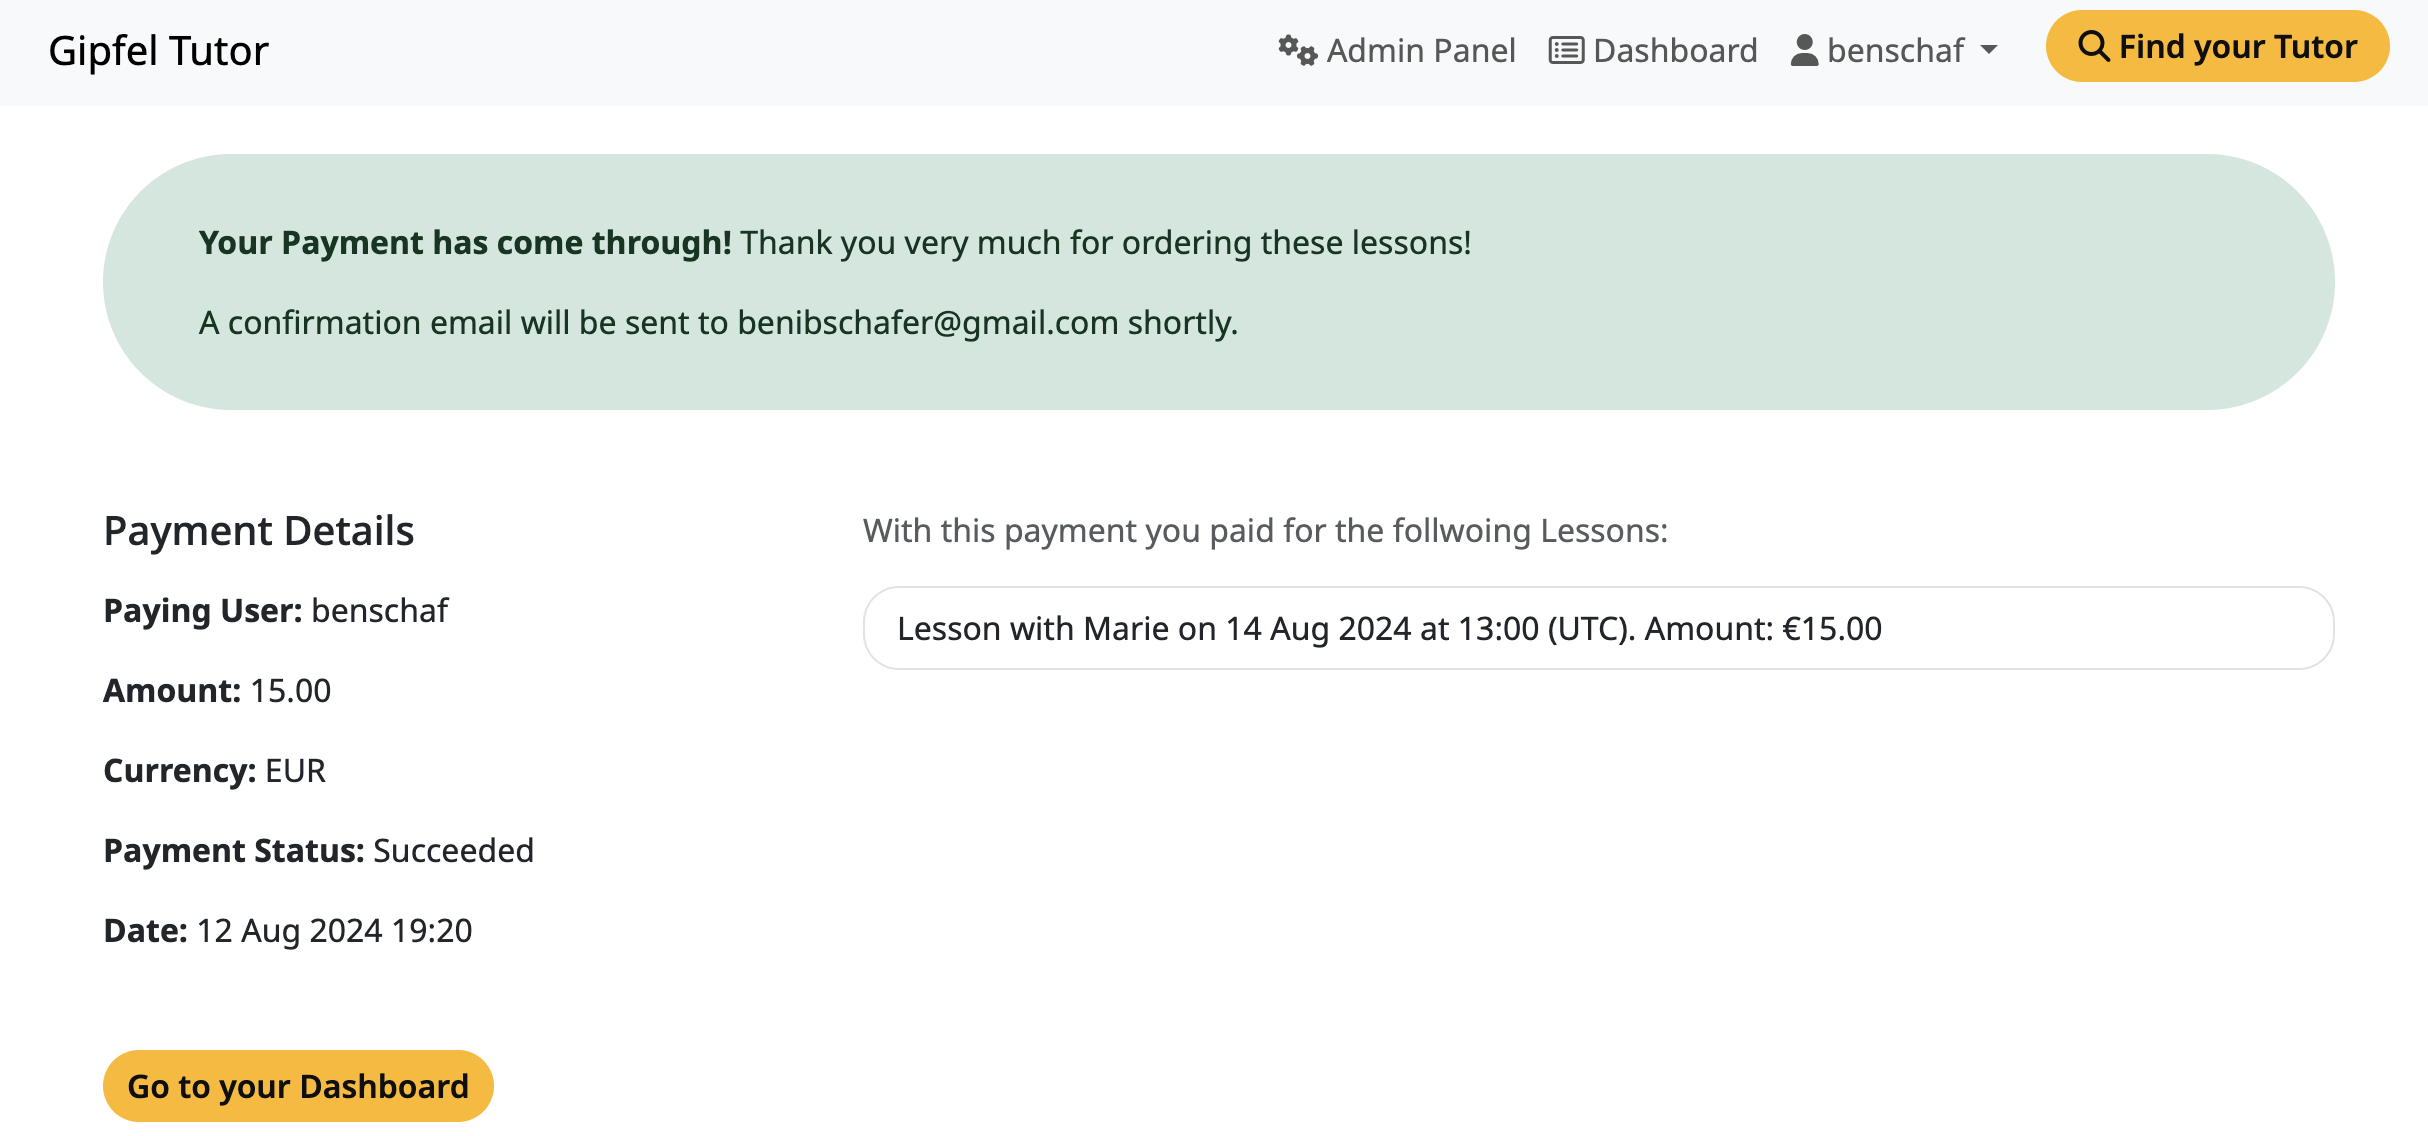 Gipfel Tutor
Admin Panel
Dashboard
benschaf
Find your Tutor
Your Payment has come through! Thank you very much for ordering these lessons!
A confirmation email will be sent to benibschafer@gmail.com shortly.
Payment Details
Paying User: benschaf
Amount: 15.00
Currency: EUR
Payment Status: Succeeded
Date: 12 Aug 2024 19:20
With this payment you paid for the follwoing Lessons:
Lesson with Marie on 14 Aug 2024 at 13:00 (UTC). Amount: €15.00
Go to your Dashboard